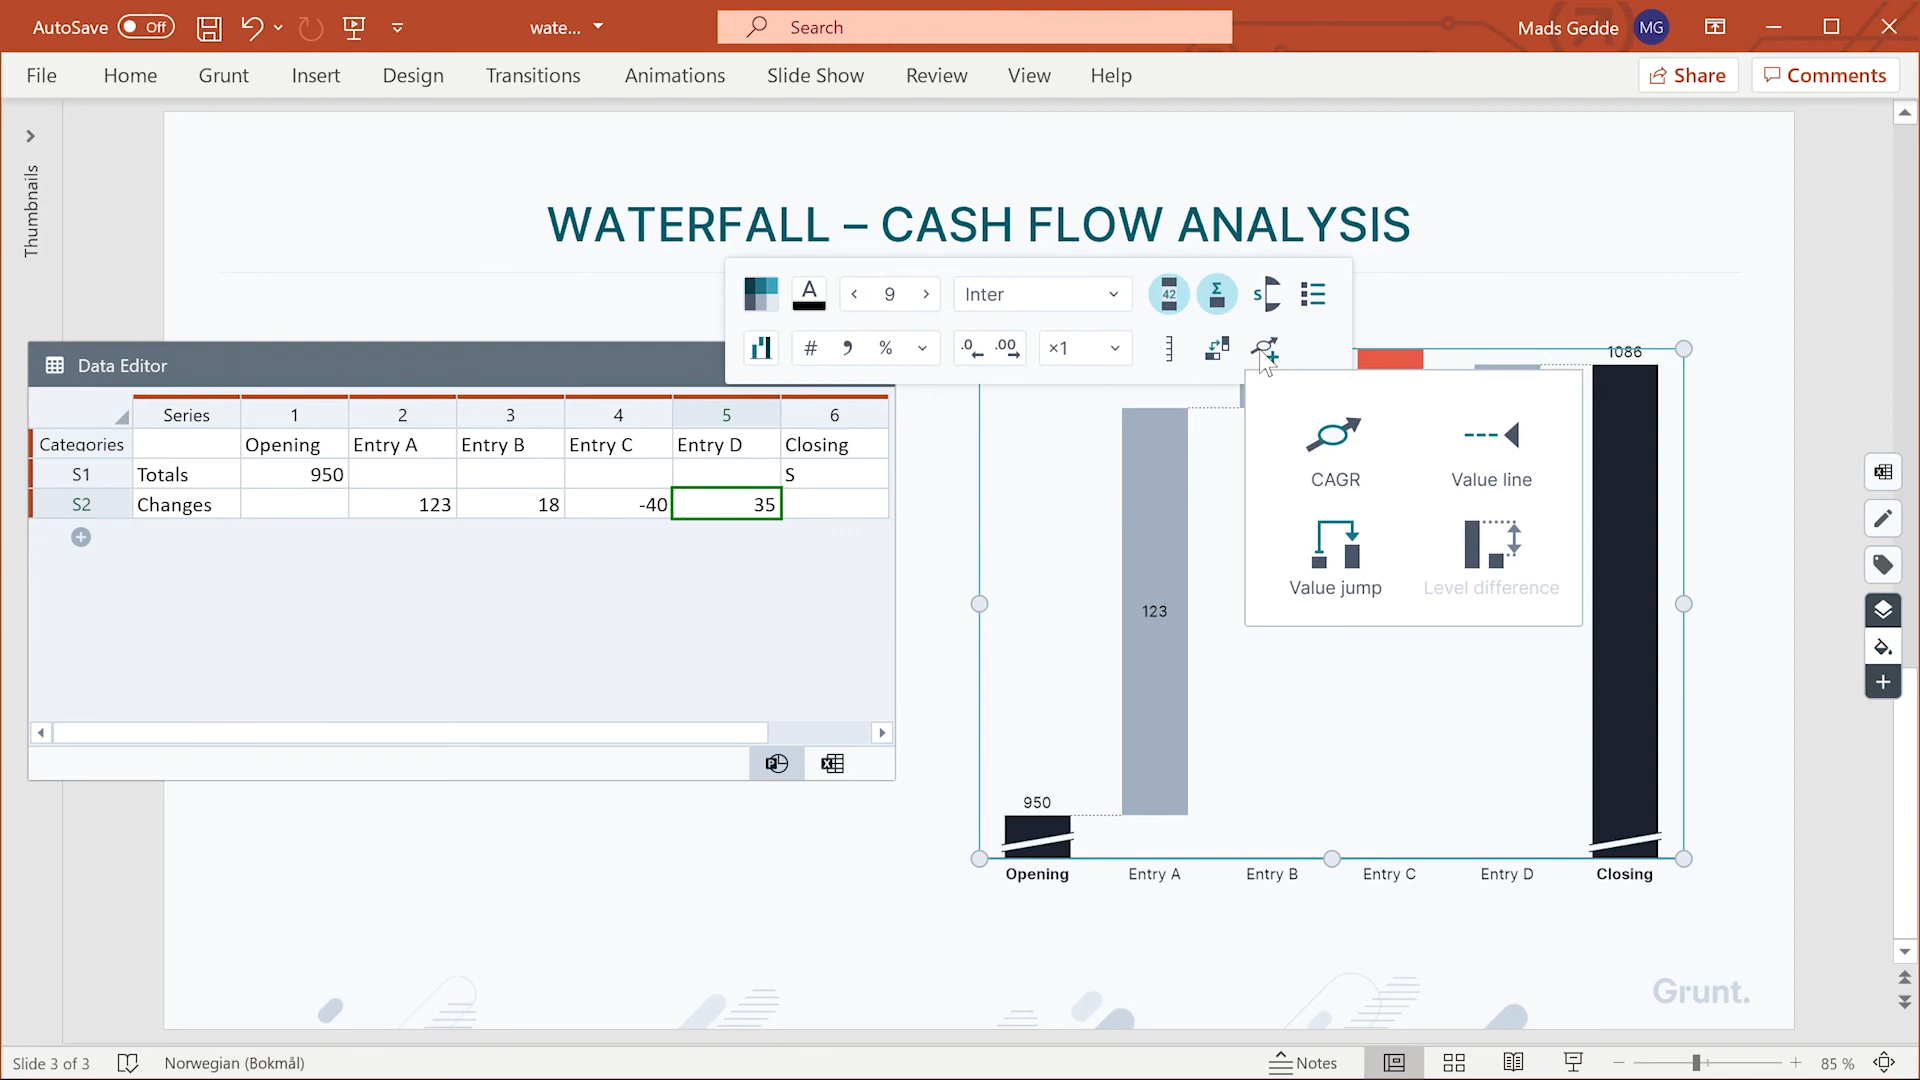 AutoSave Off
wate...
Search
Mads Gedde MG
File Home Grunt Insert Design Transitions Animations Slide Show Review View Help
Share Comments
Thumbnails
WATERFALL – CASH FLOW ANALYSIS
A 9 Inter 42 Σ S
# , % .0 .00 ×1
Data Editor
Series 1 2 3 4 5 6
Categories Opening Entry A Entry B Entry C Entry D Closing
S1 Totals 950 S
S2 Changes 123 18 -40 35
1086
CAGR Value line
Value jump Level difference
123
950
Opening Entry A Entry B Entry C Entry D Closing
Grunt.
Slide 3 of 3 Norwegian (Bokmål) Notes 85 %